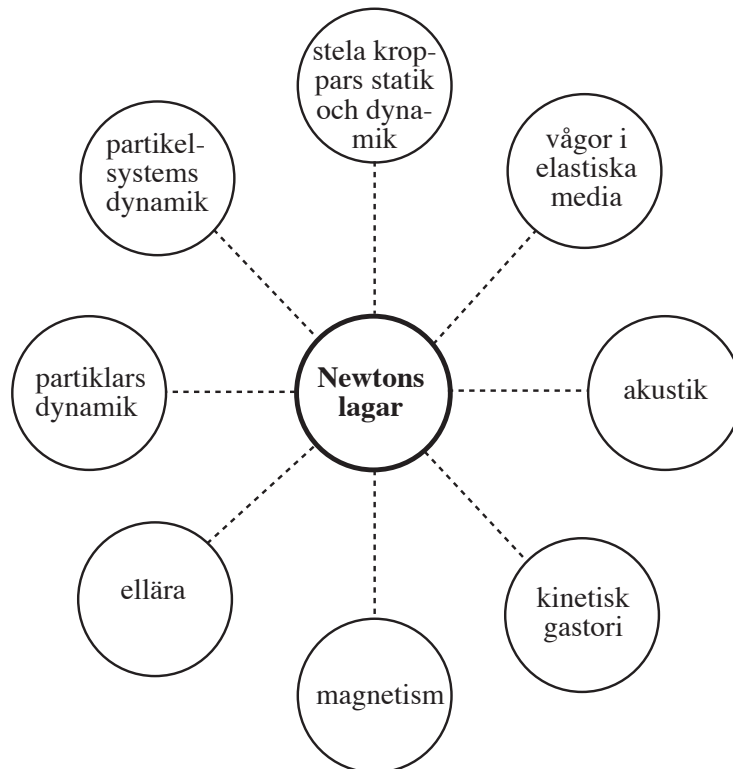 stela krop-
pars statik
och dyna-
mik
partikel-
systems
dynamik
vågor i
elastiska
media
partiklars
dynamik
Newtons
lagar
akustik
ellära
kinetisk
gastori
magnetism